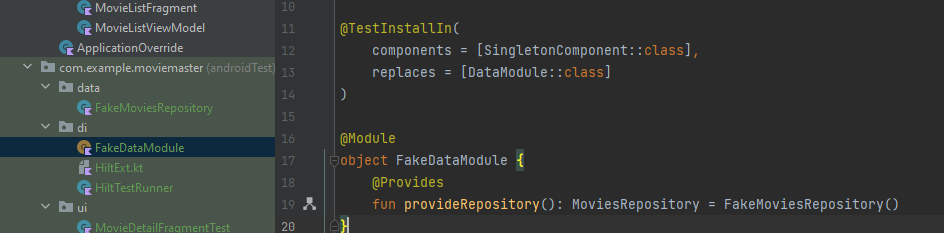 MovieListFragment
MovieListViewModel
ApplicationOverride
com.example.moviemaster (androidTest)
data
FakeMoviesRepository
di
FakeDataModule
HiltExt.kt
HiltTestRunner
ui
MovieDetailFragmentTest
10
11 @TestInstallIn(
12 components = [SingletonComponent::class],
13 replaces = [DataModule::class]
14 )
15
16 @Module
17 object FakeDataModule {
18 @Provides
19 fun provideRepository(): MoviesRepository = FakeMoviesRepository()
20 }